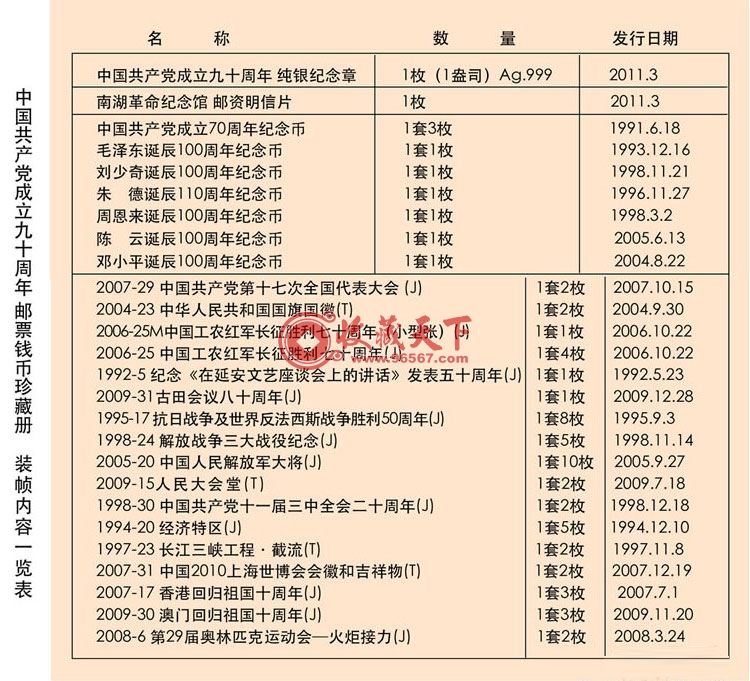 中国共产党成立九十周年 邮票钱币珍藏册 装帧内容一览表
名 称 数 量 发行日期
中国共产党成立九十周年 纯银纪念章 1枚（1盎司）Ag.999 2011.3
南湖革命纪念馆 邮资明信片 1枚 2011.3
中国共产党成立70周年纪念币 1套3枚 1991.6.18
毛泽东诞辰100周年纪念币 1套1枚 1993.12.16
刘少奇诞辰100周年纪念币 1套1枚 1998.11.21
朱 德诞辰110周年纪念币 1套1枚 1996.11.27
周恩来诞辰100周年纪念币 1套1枚 1998.3.2
陈 云诞辰100周年纪念币 1套1枚 2005.6.13
邓小平诞辰100周年纪念币 1套1枚 2004.8.22
2007-29 中国共产党第十七次全国代表大会(J) 1套2枚 2007.10.15
2004-23 中华人民共和国国旗国徽(T) 1套2枚 2004.9.30
2006-25M中国工农红军长征胜利七十周年（小型张）(J) 1套1枚 2006.10.22
2006-25 中国工农红军长征胜利七十周年(J) 1套4枚 2006.10.22
1992-5 纪念《在延安文艺座谈会上的讲话》发表五十周年(J) 1套1枚 1992.5.23
2009-31古田会议八十周年(J) 1套1枚 2009.12.28
1995-17抗日战争及世界反法西斯战争胜利50周年(J) 1套8枚 1995.9.3
1998-24 解放战争三大战役纪念(J) 1套5枚 1998.11.14
2005-20 中国人民解放军大将(J) 1套10枚 2005.9.27
2009-15人民大会堂(T) 1套2枚 2009.7.18
1998-30 中国共产党十一届三中全会二十周年(J) 1套2枚 1998.12.18
1994-20 经济特区(J) 1套5枚 1994.12.10
1997-23 长江三峡工程·截流(T) 1套2枚 1997.11.8
2007-31 中国2010上海世博会会徽和吉祥物(T) 1套2枚 2007.12.19
2007-17 香港回归祖国十周年(J) 1套3枚 2007.7.1
2009-30 澳门回归祖国十周年(J) 1套3枚 2009.11.20
2008-6 第29届奥林匹克运动会—火炬接力(J) 1套2枚 2008.3.24
收藏天下
www.96567.com